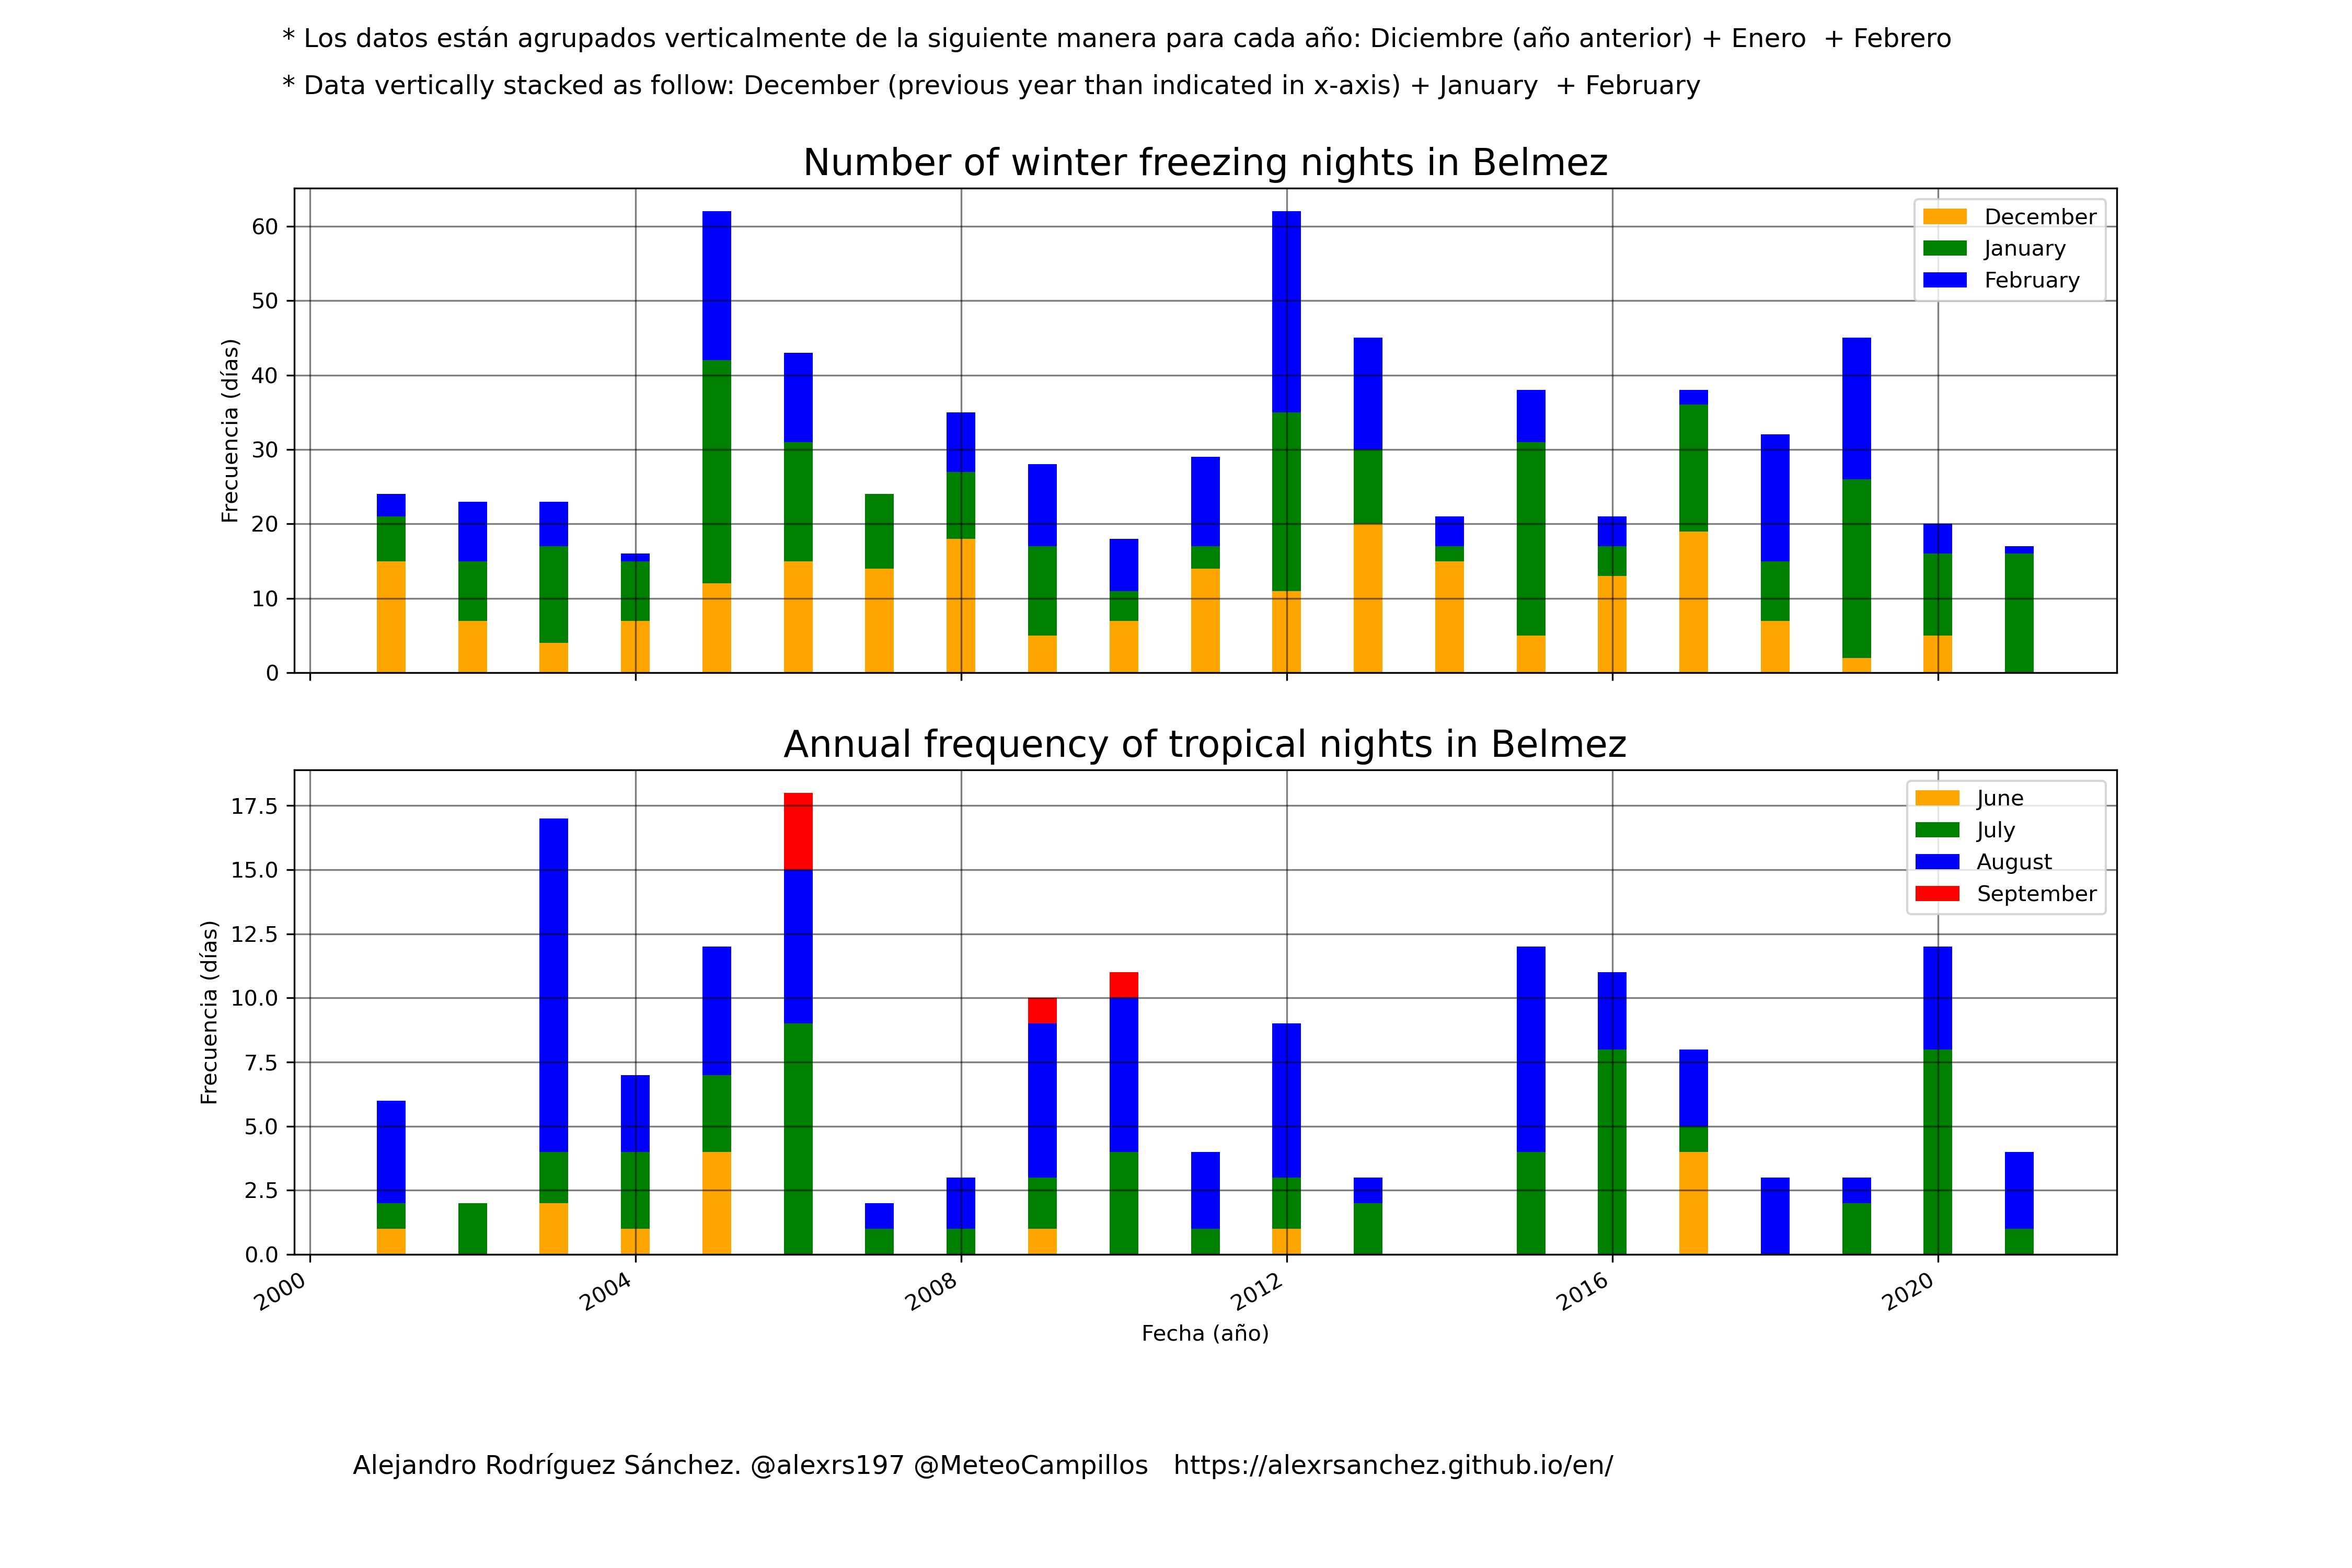 * Los datos están agrupados verticalmente de la siguiente manera para cada año: Diciembre (año anterior) + Enero  + Febrero
* Data vertically stacked as follow: December (previous year than indicated in x-axis) + January  + February
Number of winter freezing nights in Belmez
Frecuencia (días)
60
50
40
30
20
10
0
December
January
February
Annual frequency of tropical nights in Belmez
Frecuencia (días)
17.5
15.0
12.5
10.0
7.5
5.0
2.5
0.0
June
July
August
September
2000
2004
2008
2012
2016
2020
Fecha (año)
Alejandro Rodríguez Sánchez. @alexrs197 @MeteoCampillos   https://alexrsanchez.github.io/en/